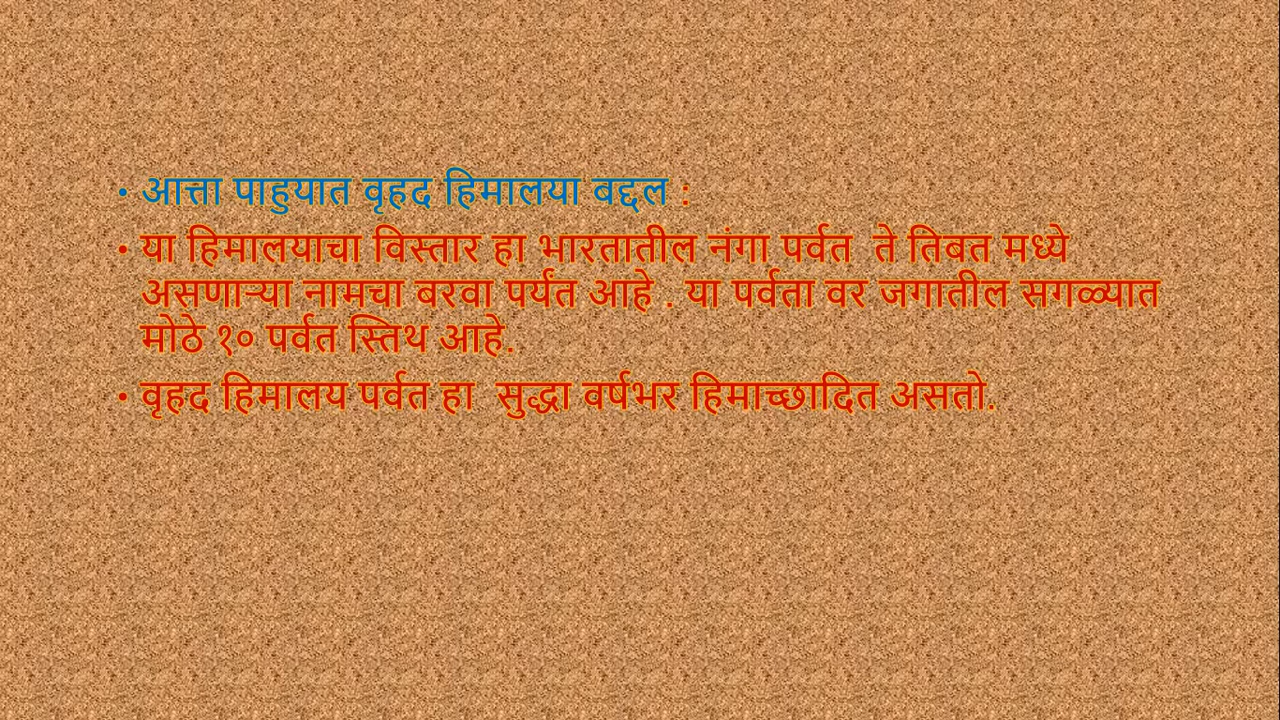 • आत्ता पाहुयात वृहद हिमालया बद्दल :
• या हिमालयाचा विस्तार हा भारतातील नंगा पर्वत ते तिबत मध्ये
असणाऱ्या नामचा बरवा पर्यंत आहे . या पर्वता वर जगातील सगळ्यात
मोठे १० पर्वत स्तिथ आहे.
• वृहद हिमालय पर्वत हा सुद्धा वर्षभर हिमाच्छादित असतो.